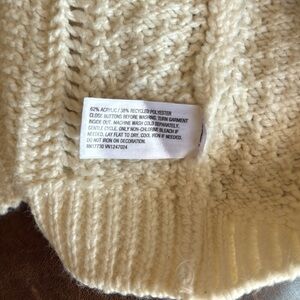 62% ACRYLIC / 38% RECYCLED POLYESTER
CLOSE BUTTONS BEFORE WASHING. TURN GARMENT
INSIDE OUT. MACHINE WASH COLD SEPARATELY.
GENTLE CYCLE. ONLY NON-CHLORINE BLEACH IF
NEEDED. LAY FLAT TO DRY. COOL IRON IF NEEDED.
DO NOT IRON ON DECORATION.
RN17730 VN1247024